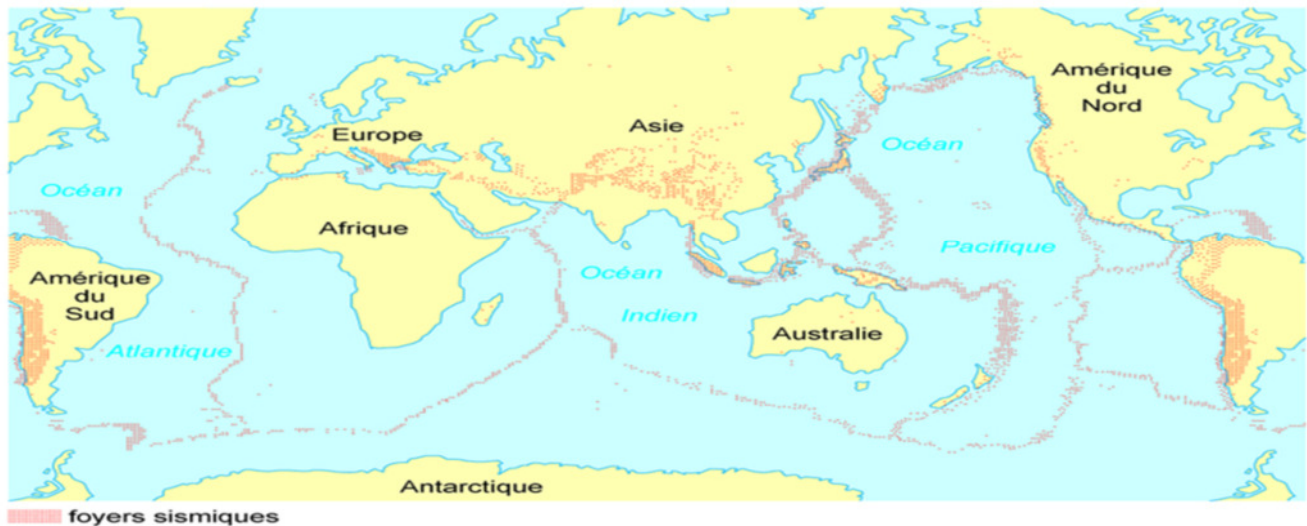 Amérique
du
Nord
Europe
Asie
Océan
Océan
Afrique
Pacifique
Océan
Amérique
du
Sud
Indien
Australie
Atlantique
Antarctique
foyers sismiques